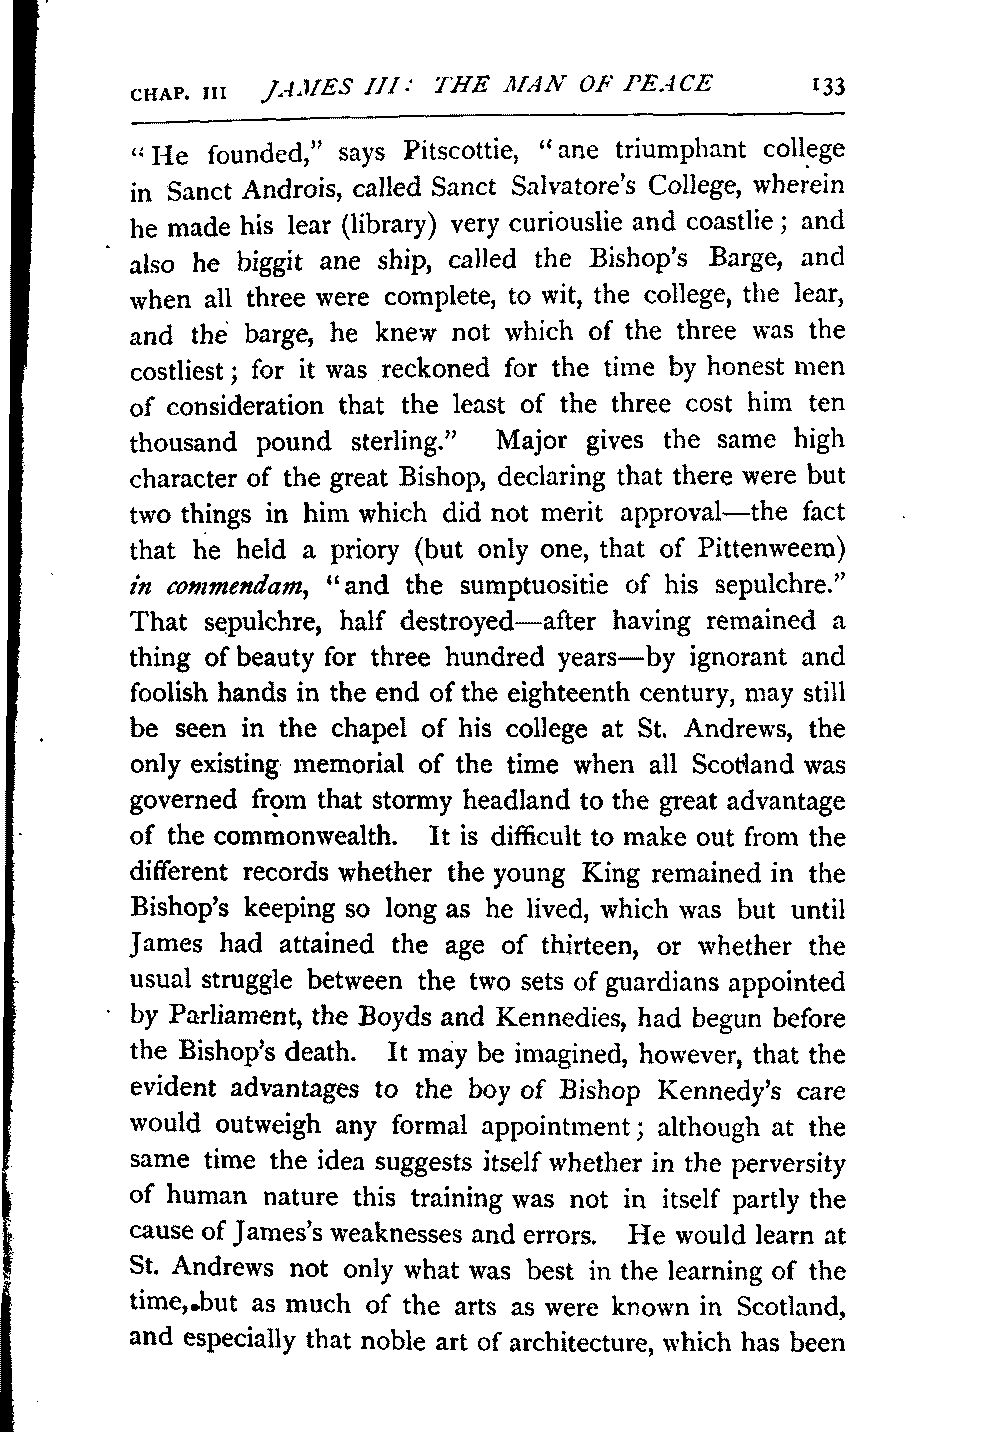 CHAP. III JAMES III: THE MAN OF PEACE 133
“He founded,” says Pitscottie, “ane triumphant college
in Sanct Androis, called Sanct Salvatore’s College, wherein
he made his lear (library) very curiouslie and coastlie; and
also he biggit ane ship, called the Bishop’s Barge, and
when all three were complete, to wit, the college, the lear,
and the barge, he knew not which of the three was the
costliest; for it was reckoned for the time by honest men
of consideration that the least of the three cost him ten
thousand pound sterling.” Major gives the same high
character of the great Bishop, declaring that there were but
two things in him which did not merit approval—the fact
that he held a priory (but only one, that of Pittenweem)
in commendam, “and the sumptuositie of his sepulchre.”
That sepulchre, half destroyed—after having remained a
thing of beauty for three hundred years—by ignorant and
foolish hands in the end of the eighteenth century, may still
be seen in the chapel of his college at St. Andrews, the
only existing memorial of the time when all Scotland was
governed from that stormy headland to the great advantage
of the commonwealth. It is difficult to make out from the
different records whether the young King remained in the
Bishop’s keeping so long as he lived, which was but until
James had attained the age of thirteen, or whether the
usual struggle between the two sets of guardians appointed
by Parliament, the Boyds and Kennedies, had begun before
the Bishop’s death. It may be imagined, however, that the
evident advantages to the boy of Bishop Kennedy’s care
would outweigh any formal appointment; although at the
same time the idea suggests itself whether in the perversity
of human nature this training was not in itself partly the
cause of James’s weaknesses and errors. He would learn at
St. Andrews not only what was best in the learning of the
time, but as much of the arts as were known in Scotland,
and especially that noble art of architecture, which has been